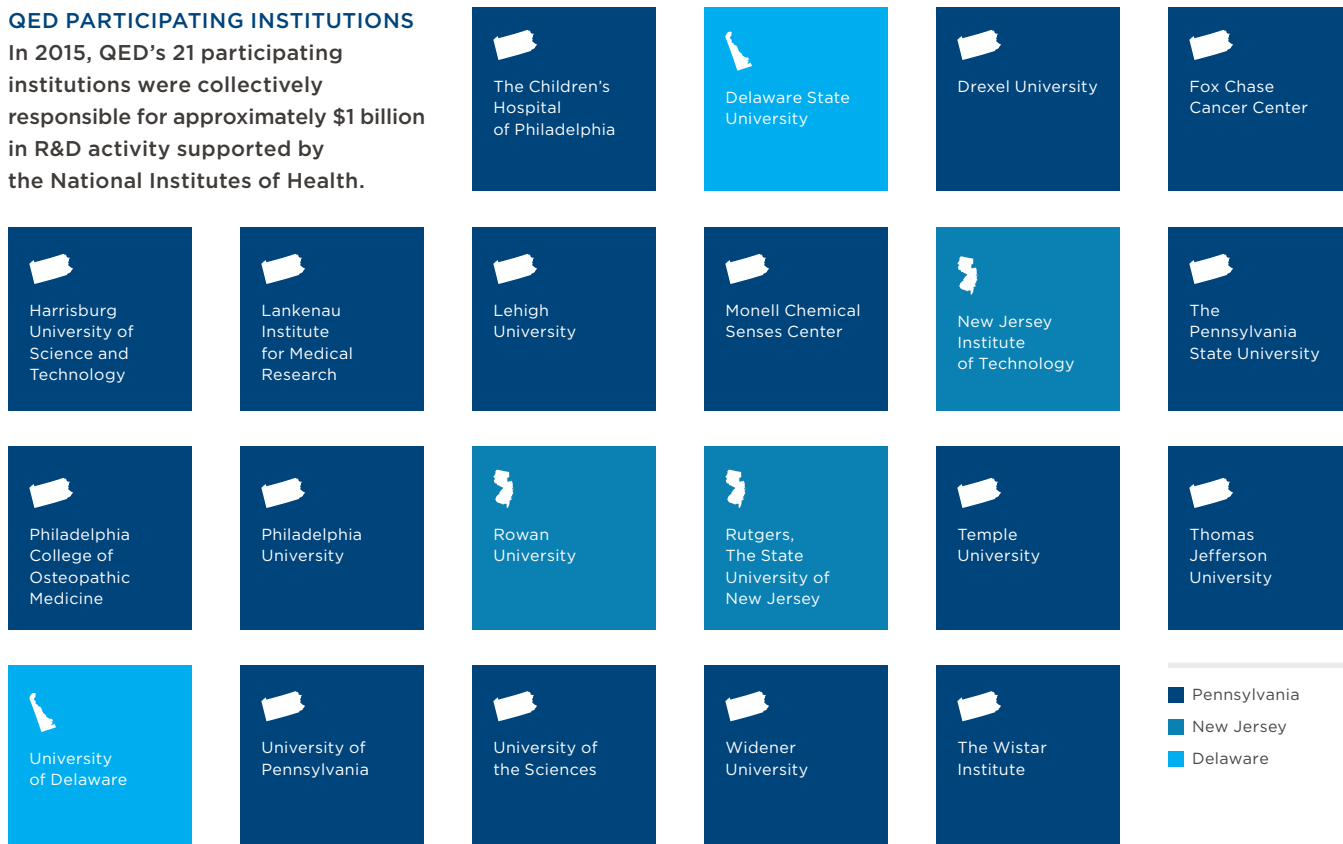 QED PARTICIPATING INSTITUTIONS
In 2015, QED’s 21 participating
institutions were collectively
responsible for approximately $1 billion
in R&D activity supported by
the National Institutes of Health.
The Children’s
Hospital
of Philadelphia
Delaware State
University
Drexel University
Fox Chase
Cancer Center
Harrisburg
University of
Science and
Technology
Lankenau
Institute
for Medical
Research
Lehigh
University
Monell Chemical
Senses Center
New Jersey
Institute
of Technology
The
Pennsylvania
State University
Philadelphia
College of
Osteopathic
Medicine
Philadelphia
University
Rowan
University
Rutgers,
The State
University of
New Jersey
Temple
University
Thomas
Jefferson
University
University
of Delaware
University of
Pennsylvania
University of
the Sciences
Widener
University
The Wistar
Institute
Pennsylvania
New Jersey
Delaware